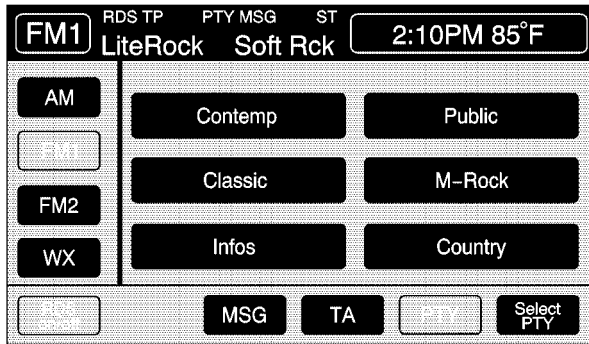 FM1
RDS TP PTY MSG ST
LiteRock Soft Rck
2:10PM 85°F
AM
FM1
FM2
WX
Contemp
Public
Classic
M-Rock
Infos
Country
MSG
TA
PTY
Select
PTY